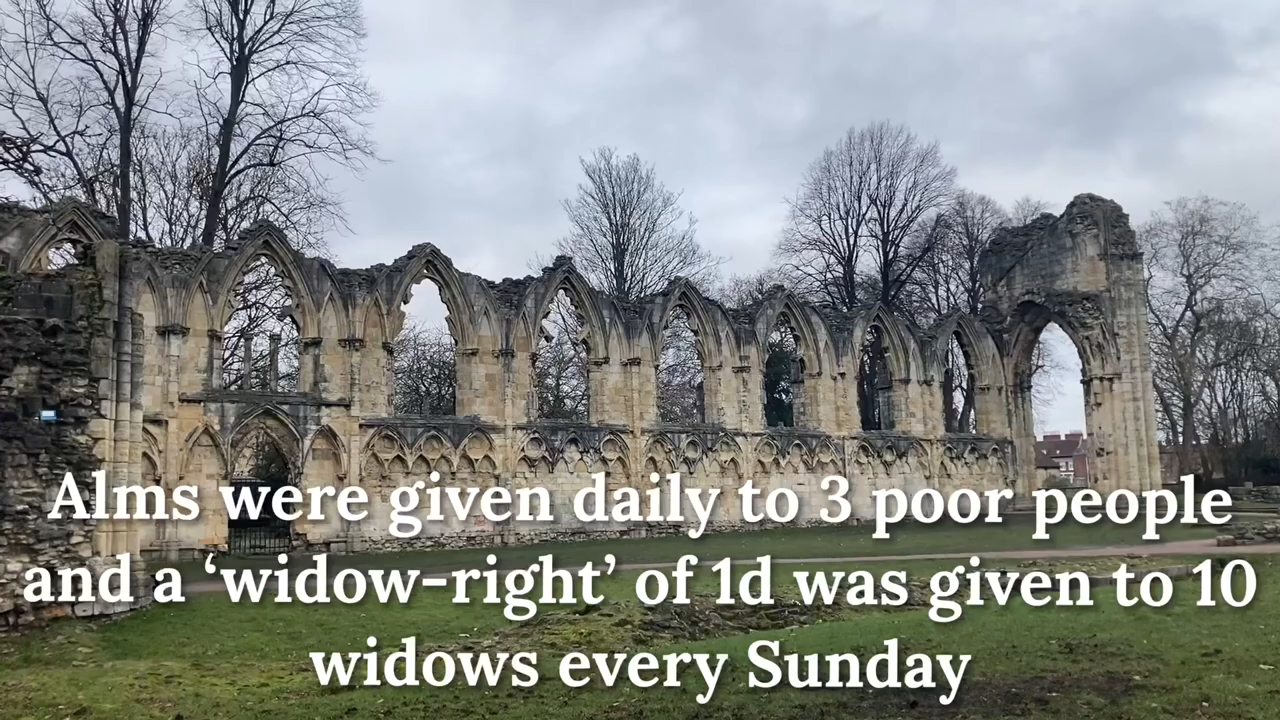 Alms were given daily to 3 poor people
and a ‘widow-right’ of 1d was given to 10
widows every Sunday